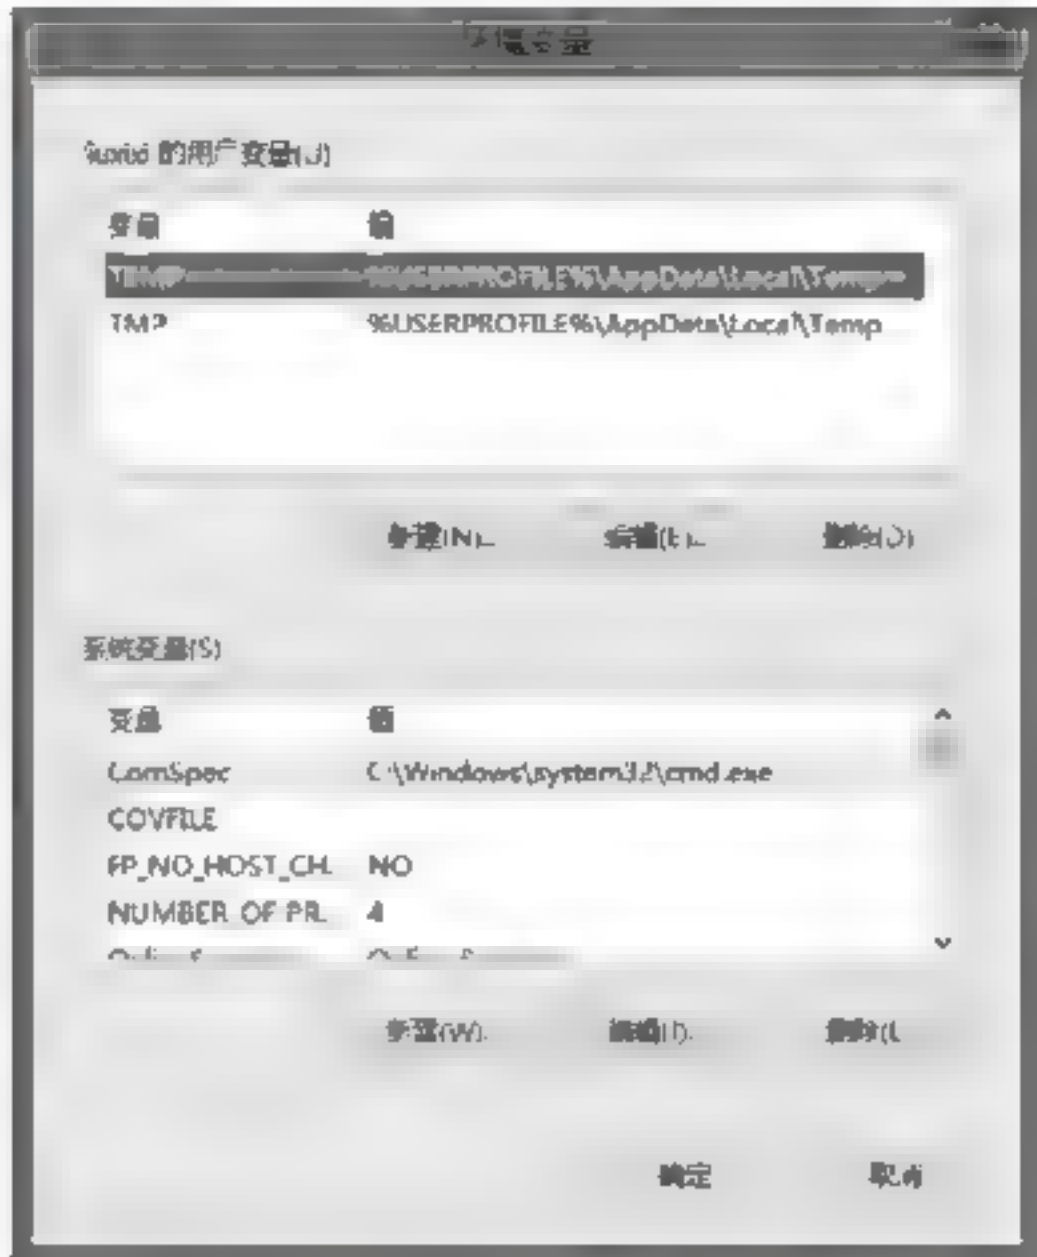 环境变量
的用户变量(U)
变量 值
TEMP %USERPROFILE%\AppData\Local\Temp
TMP %USERPROFILE%\AppData\Local\Temp
新建(N)... 编辑(E)... 删除(D)
系统变量(S)
变量 值
ComSpec C:\Windows\system32\cmd.exe
COVFILE
FP_NO_HOST_CH... NO
NUMBER_OF_PR... 4
新建(W)... 编辑(I)... 删除(L)
确定 取消